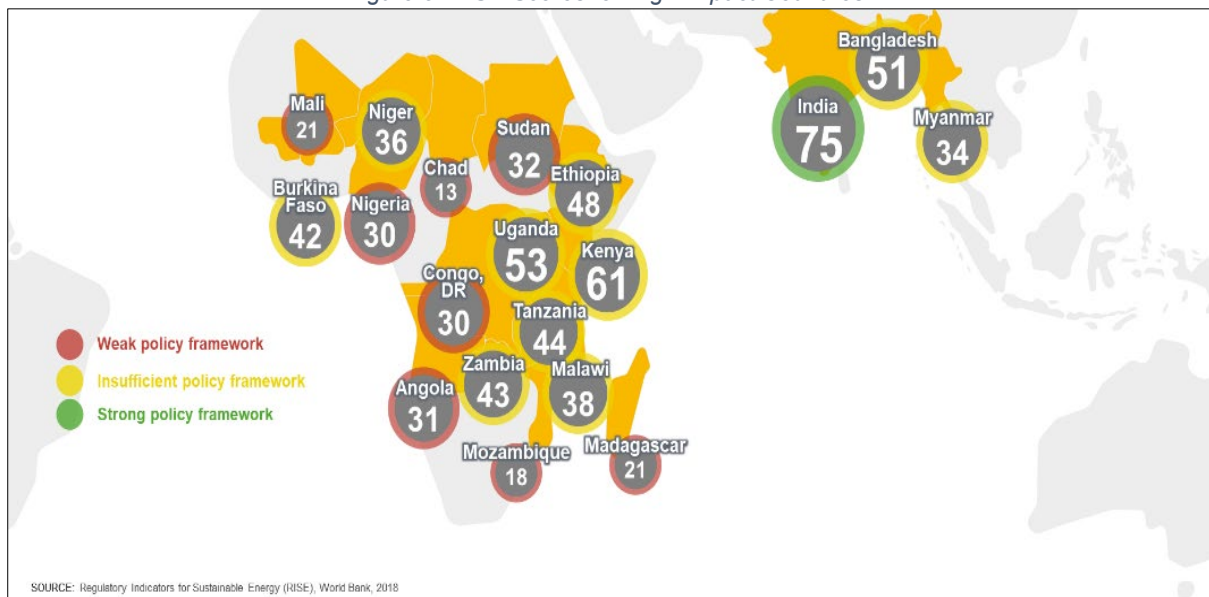 Bangladesh
51
India
75
Myanmar
34
Mali
21
Niger
36
Sudan
32
Chad
13
Ethiopia
48
Burkina
Faso
42
Nigeria
30
Uganda
53
Kenya
61
Congo,
DR
30
Tanzania
44
Zambia
43
Malawi
38
Angola
31
Mozambique
18
Madagascar
21
Weak policy framework
Insufficient policy framework
Strong policy framework
SOURCE: Regulatory Indicators for Sustainable Energy (RISE), World Bank, 2018